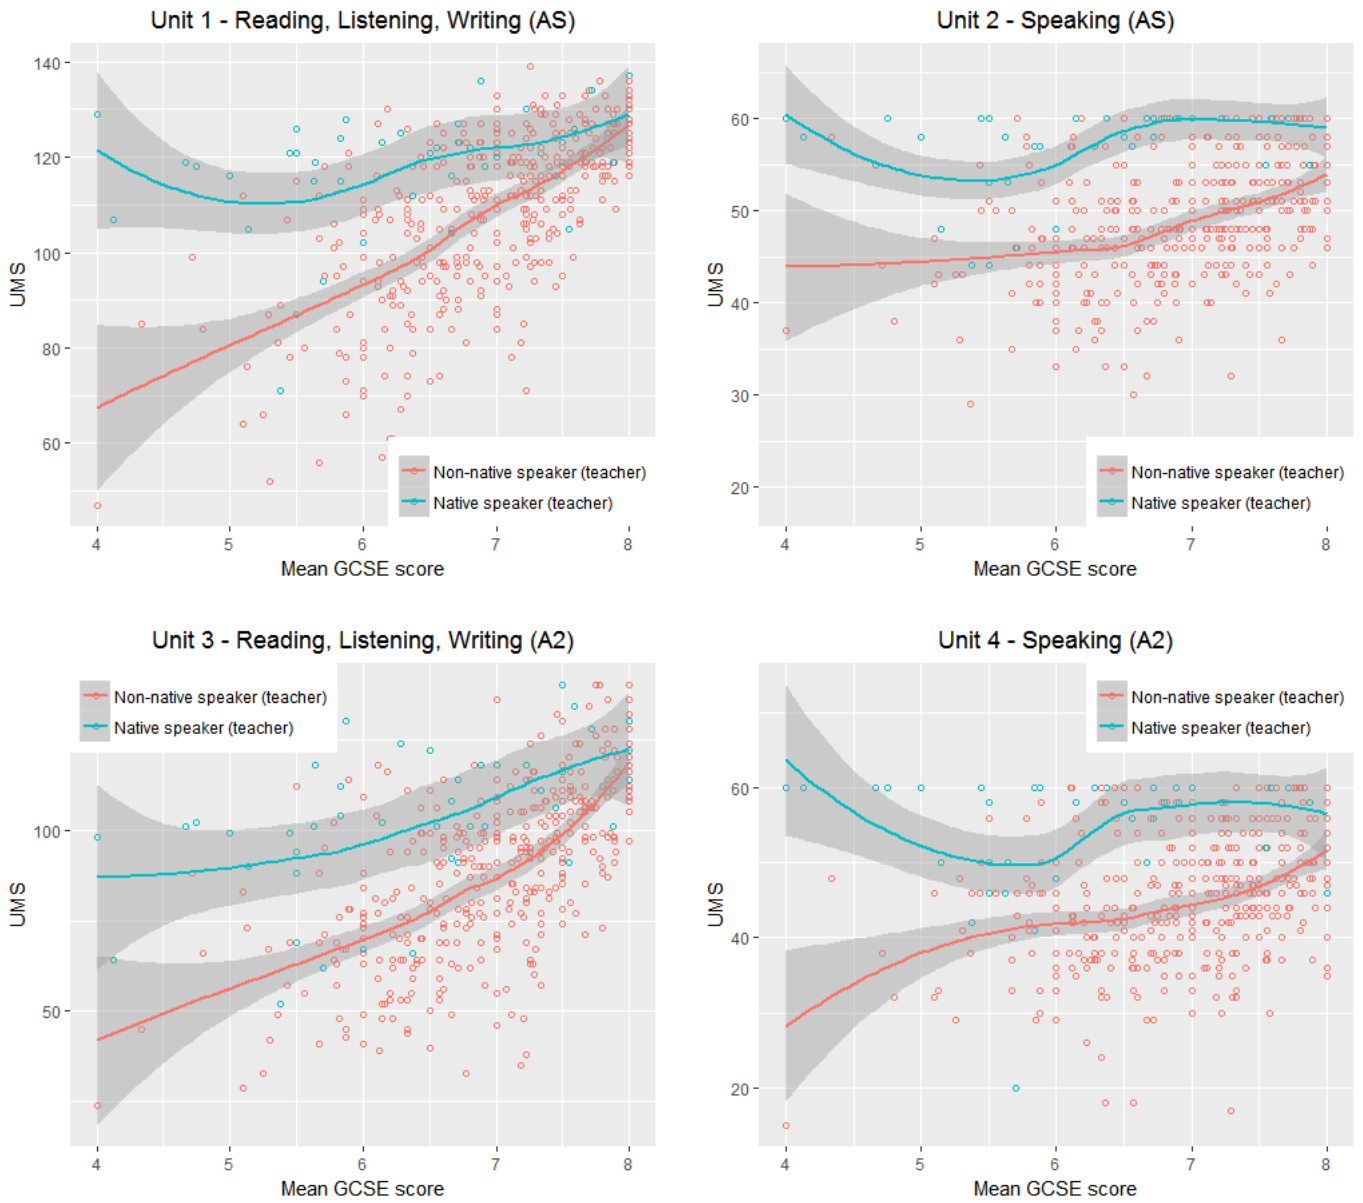 Unit 1 - Reading, Listening, Writing (AS)
140
120
100
80
60
UMS
Non-native speaker (teacher)
Native speaker (teacher)
4 5 6 7 8
Mean GCSE score
Unit 2 - Speaking (AS)
60
50
40
30
20
UMS
Non-native speaker (teacher)
Native speaker (teacher)
4 5 6 7 8
Mean GCSE score
Unit 3 - Reading, Listening, Writing (A2)
Non-native speaker (teacher)
Native speaker (teacher)
100
50
UMS
4 5 6 7 8
Mean GCSE score
Unit 4 - Speaking (A2)
Non-native speaker (teacher)
Native speaker (teacher)
60
40
20
UMS
4 5 6 7 8
Mean GCSE score